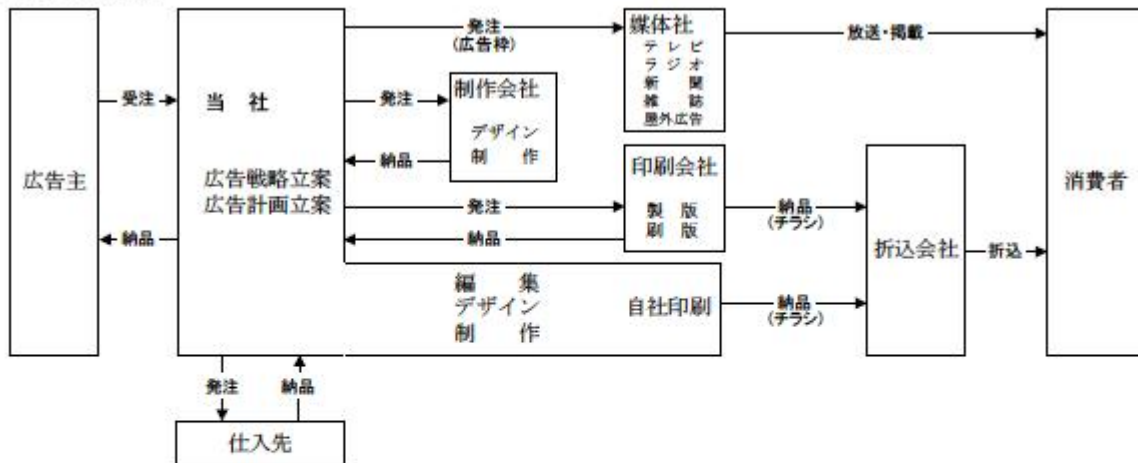 広告主
受注
納品
当 社
広告戦略立案
広告計画立案
発注
(広告枠)
発注
納品
制作会社
デザイン
制 作
媒体社
テ レ ビ
ラ ジ オ
新 聞
雑 誌
屋外広告
放送・掲載
発注
納品
印刷会社
製 版
刷 版
納品
(チラシ)
編 集
デザイン
制 作
自社印刷
納品
(チラシ)
折込会社
折込
消費者
発注
納品
仕入先